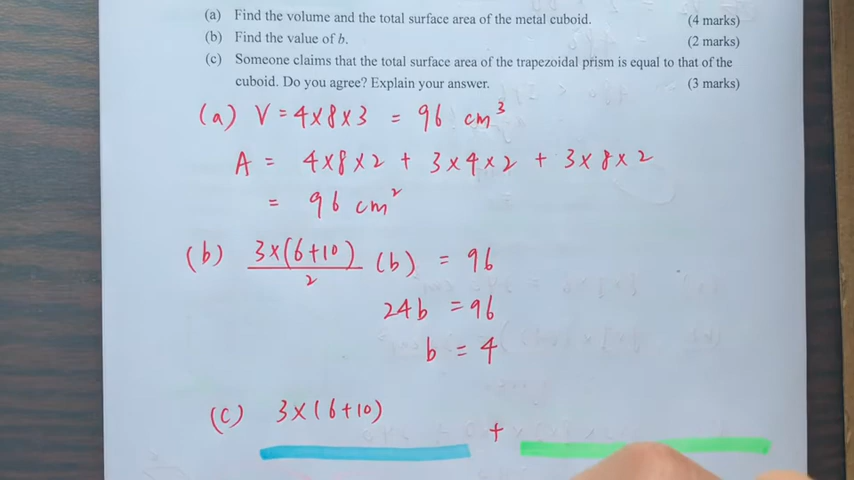 (a) Find the volume and the total surface area of the metal cuboid. (4 marks)
(b) Find the value of b. (2 marks)
(c) Someone claims that the total surface area of the trapezoidal prism is equal to that of the
cuboid. Do you agree? Explain your answer. (3 marks)
(a) V = 4×8×3 = 96 cm³
A = 4×8×2 + 3×4×2 + 3×8×2
= 96 cm²
(b) 3×(6+10)/2 (b) = 96
24b = 96
b = 4
(c) 3×(6+10)
+